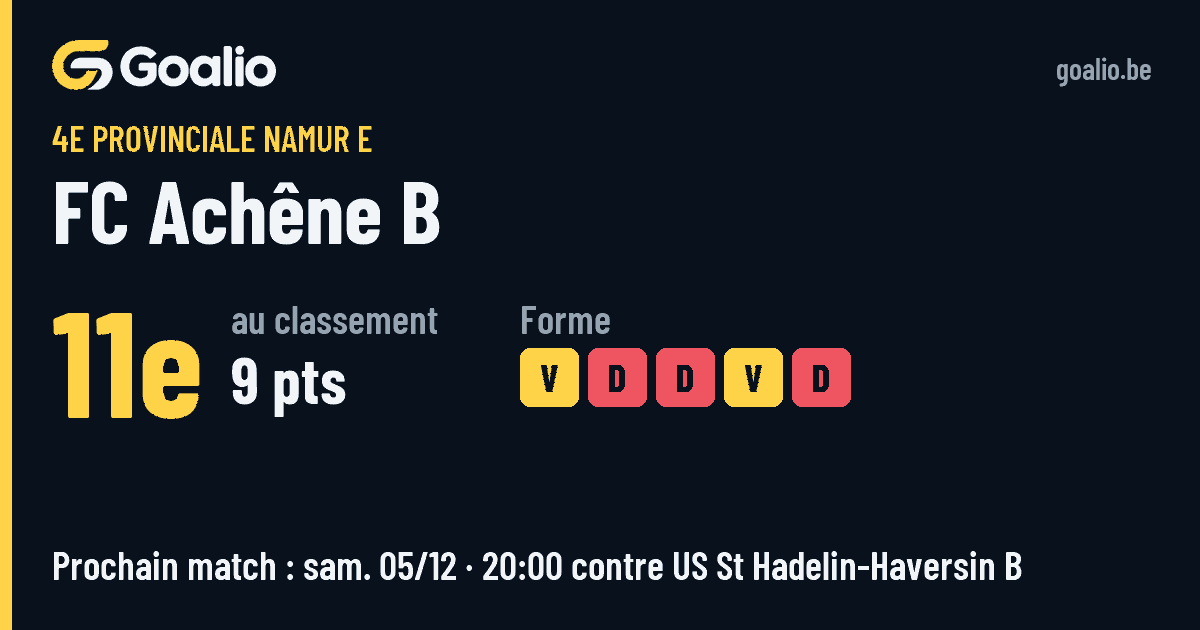 Goalio
goalio.be
4E PROVINCIALE NAMUR E
FC Achêne B
11e
au classement
9 pts
Forme
V D D V D
Prochain match : sam. 05/12 · 20:00 contre US St Hadelin-Haversin B